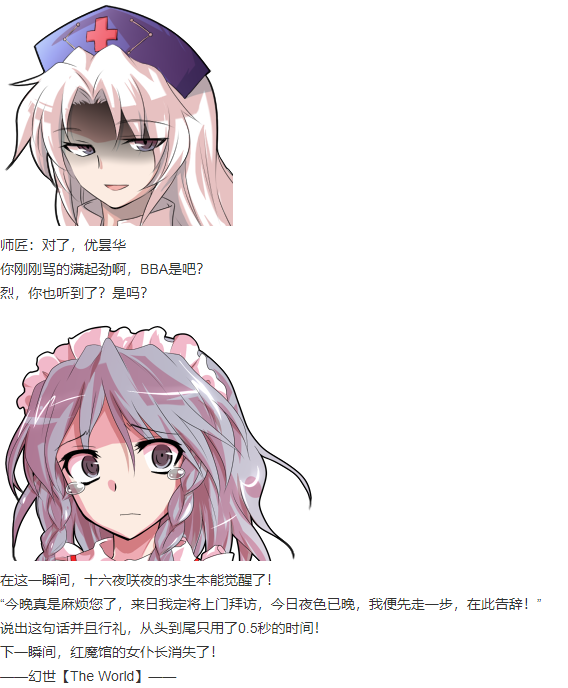 师匠：对了，优昙华
你刚刚骂的满起劲啊，BBA是吧？
烈，你也听到了？是吗？
在这一瞬间，十六夜咲夜的求生本能觉醒了！
“今晚真是麻烦您了，来日我定将上门拜访，今日夜色已晚，我便先走一步，在此告辞！”
说出这句话并且行礼，从头到尾只用了0.5秒的时间！
下一瞬间，红魔馆的女仆长消失了！
——幻世【The World】——